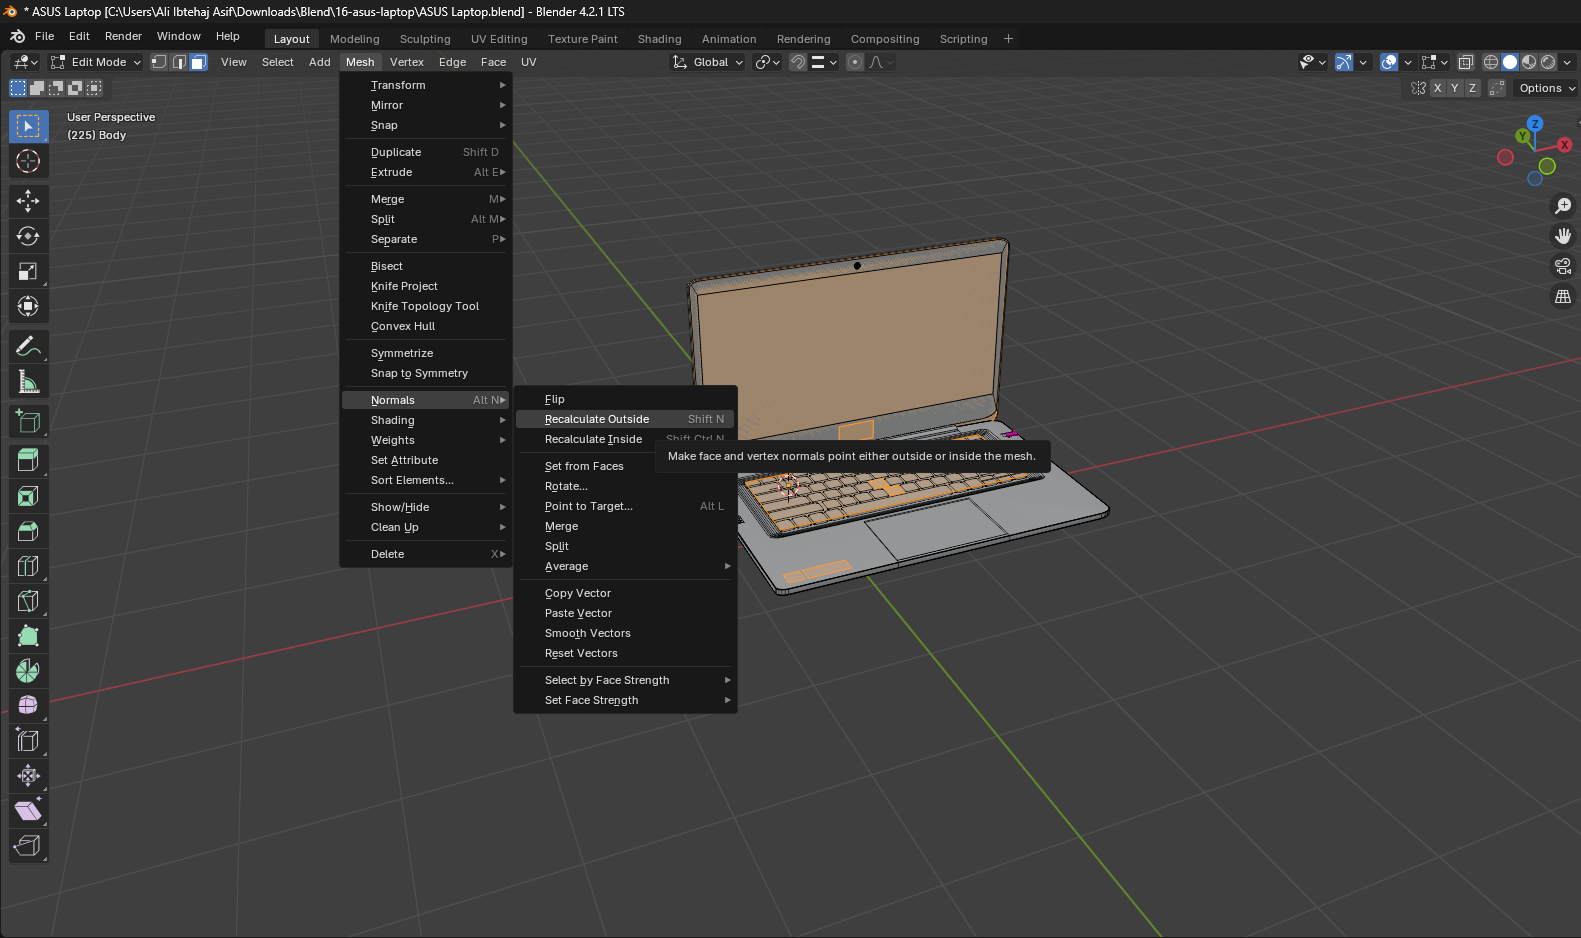 * ASUS Laptop [C:\Users\Ali Ibtehaj Asif\Downloads\Blend\16-asus-laptop\ASUS Laptop.blend] - Blender 4.2.1 LTS
File Edit Render Window Help Layout Modeling Sculpting UV Editing Texture Paint Shading Animation Rendering Compositing Scripting +
Edit Mode View Select Add Mesh Vertex Edge Face UV Global
X Y Z Options
User Perspective
(225) Body
Z
Y
X
Transform
Mirror
Snap
Duplicate Shift D
Extrude Alt E
Merge M
Split Alt M
Separate P
Bisect
Knife Project
Knife Topology Tool
Convex Hull
Symmetrize
Snap to Symmetry
Normals Alt N
Shading
Weights
Set Attribute
Sort Elements...
Show/Hide
Clean Up
Delete X
Flip
Recalculate Outside Shift N
Recalculate Inside Shift Ctrl N
Make face and vertex normals point either outside or inside the mesh.
Set from Faces
Rotate...
Point to Target... Alt L
Merge
Split
Average
Copy Vector
Paste Vector
Smooth Vectors
Reset Vectors
Select by Face Strength
Set Face Strength